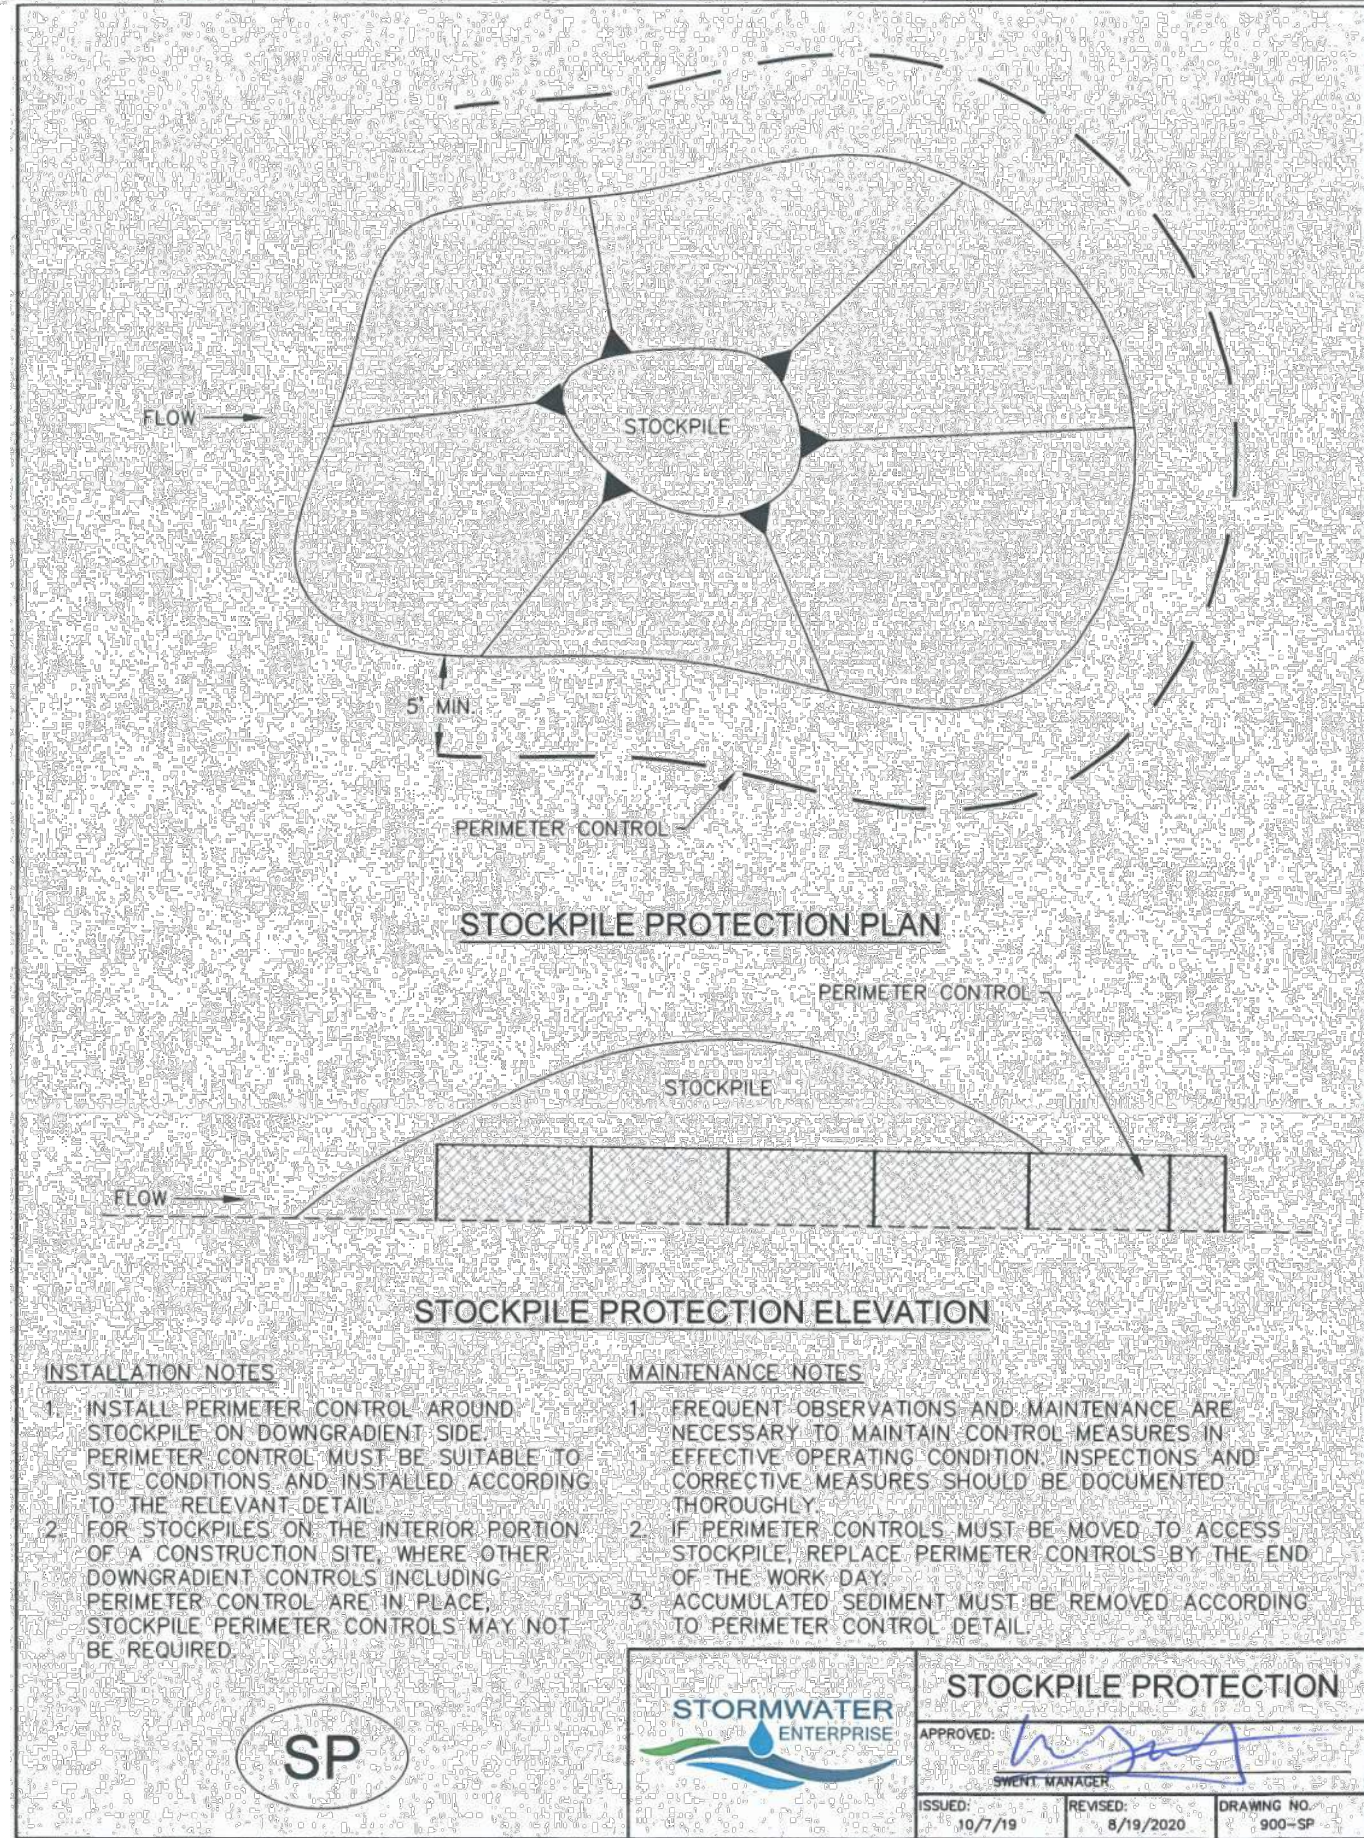 FLOW
STOCKPILE
5' MIN.
PERIMETER CONTROL
STOCKPILE PROTECTION PLAN
PERIMETER CONTROL
STOCKPILE
FLOW
STOCKPILE PROTECTION ELEVATION
INSTALLATION NOTES
1. INSTALL PERIMETER CONTROL AROUND
STOCKPILE ON DOWNGRADIENT SIDE.
PERIMETER CONTROL MUST BE SUITABLE TO
SITE CONDITIONS AND INSTALLED ACCORDING
TO THE RELEVANT DETAIL.
2. FOR STOCKPILES ON THE INTERIOR PORTION
OF A CONSTRUCTION SITE, WHERE OTHER
DOWNGRADIENT CONTROLS INCLUDING
PERIMETER CONTROL ARE IN PLACE,
STOCKPILE PERIMETER CONTROLS MAY NOT
BE REQUIRED.
MAINTENANCE NOTES
1. FREQUENT OBSERVATIONS AND MAINTENANCE ARE
NECESSARY TO MAINTAIN CONTROL MEASURES IN
EFFECTIVE OPERATING CONDITION. INSPECTIONS AND
CORRECTIVE MEASURES SHOULD BE DOCUMENTED
THOROUGHLY.
2. IF PERIMETER CONTROLS MUST BE MOVED TO ACCESS
STOCKPILE, REPLACE PERIMETER CONTROLS BY THE END
OF THE WORK DAY.
3. ACCUMULATED SEDIMENT MUST BE REMOVED ACCORDING
TO PERIMETER CONTROL DETAIL.
SP
STORMWATER
ENTERPRISE
STOCKPILE PROTECTION
APPROVED:
SWENT MANAGER
ISSUED:
10/7/19
REVISED:
8/19/2020
DRAWING NO.
900-SP